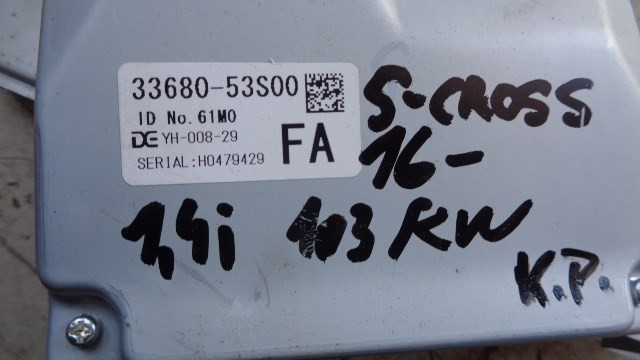 33680-53S00
ID No. 61M0
DE YH-008-29
SERIAL:H0479429
FA
S-CROSS
16-
1,4i 103 KW
K.P.